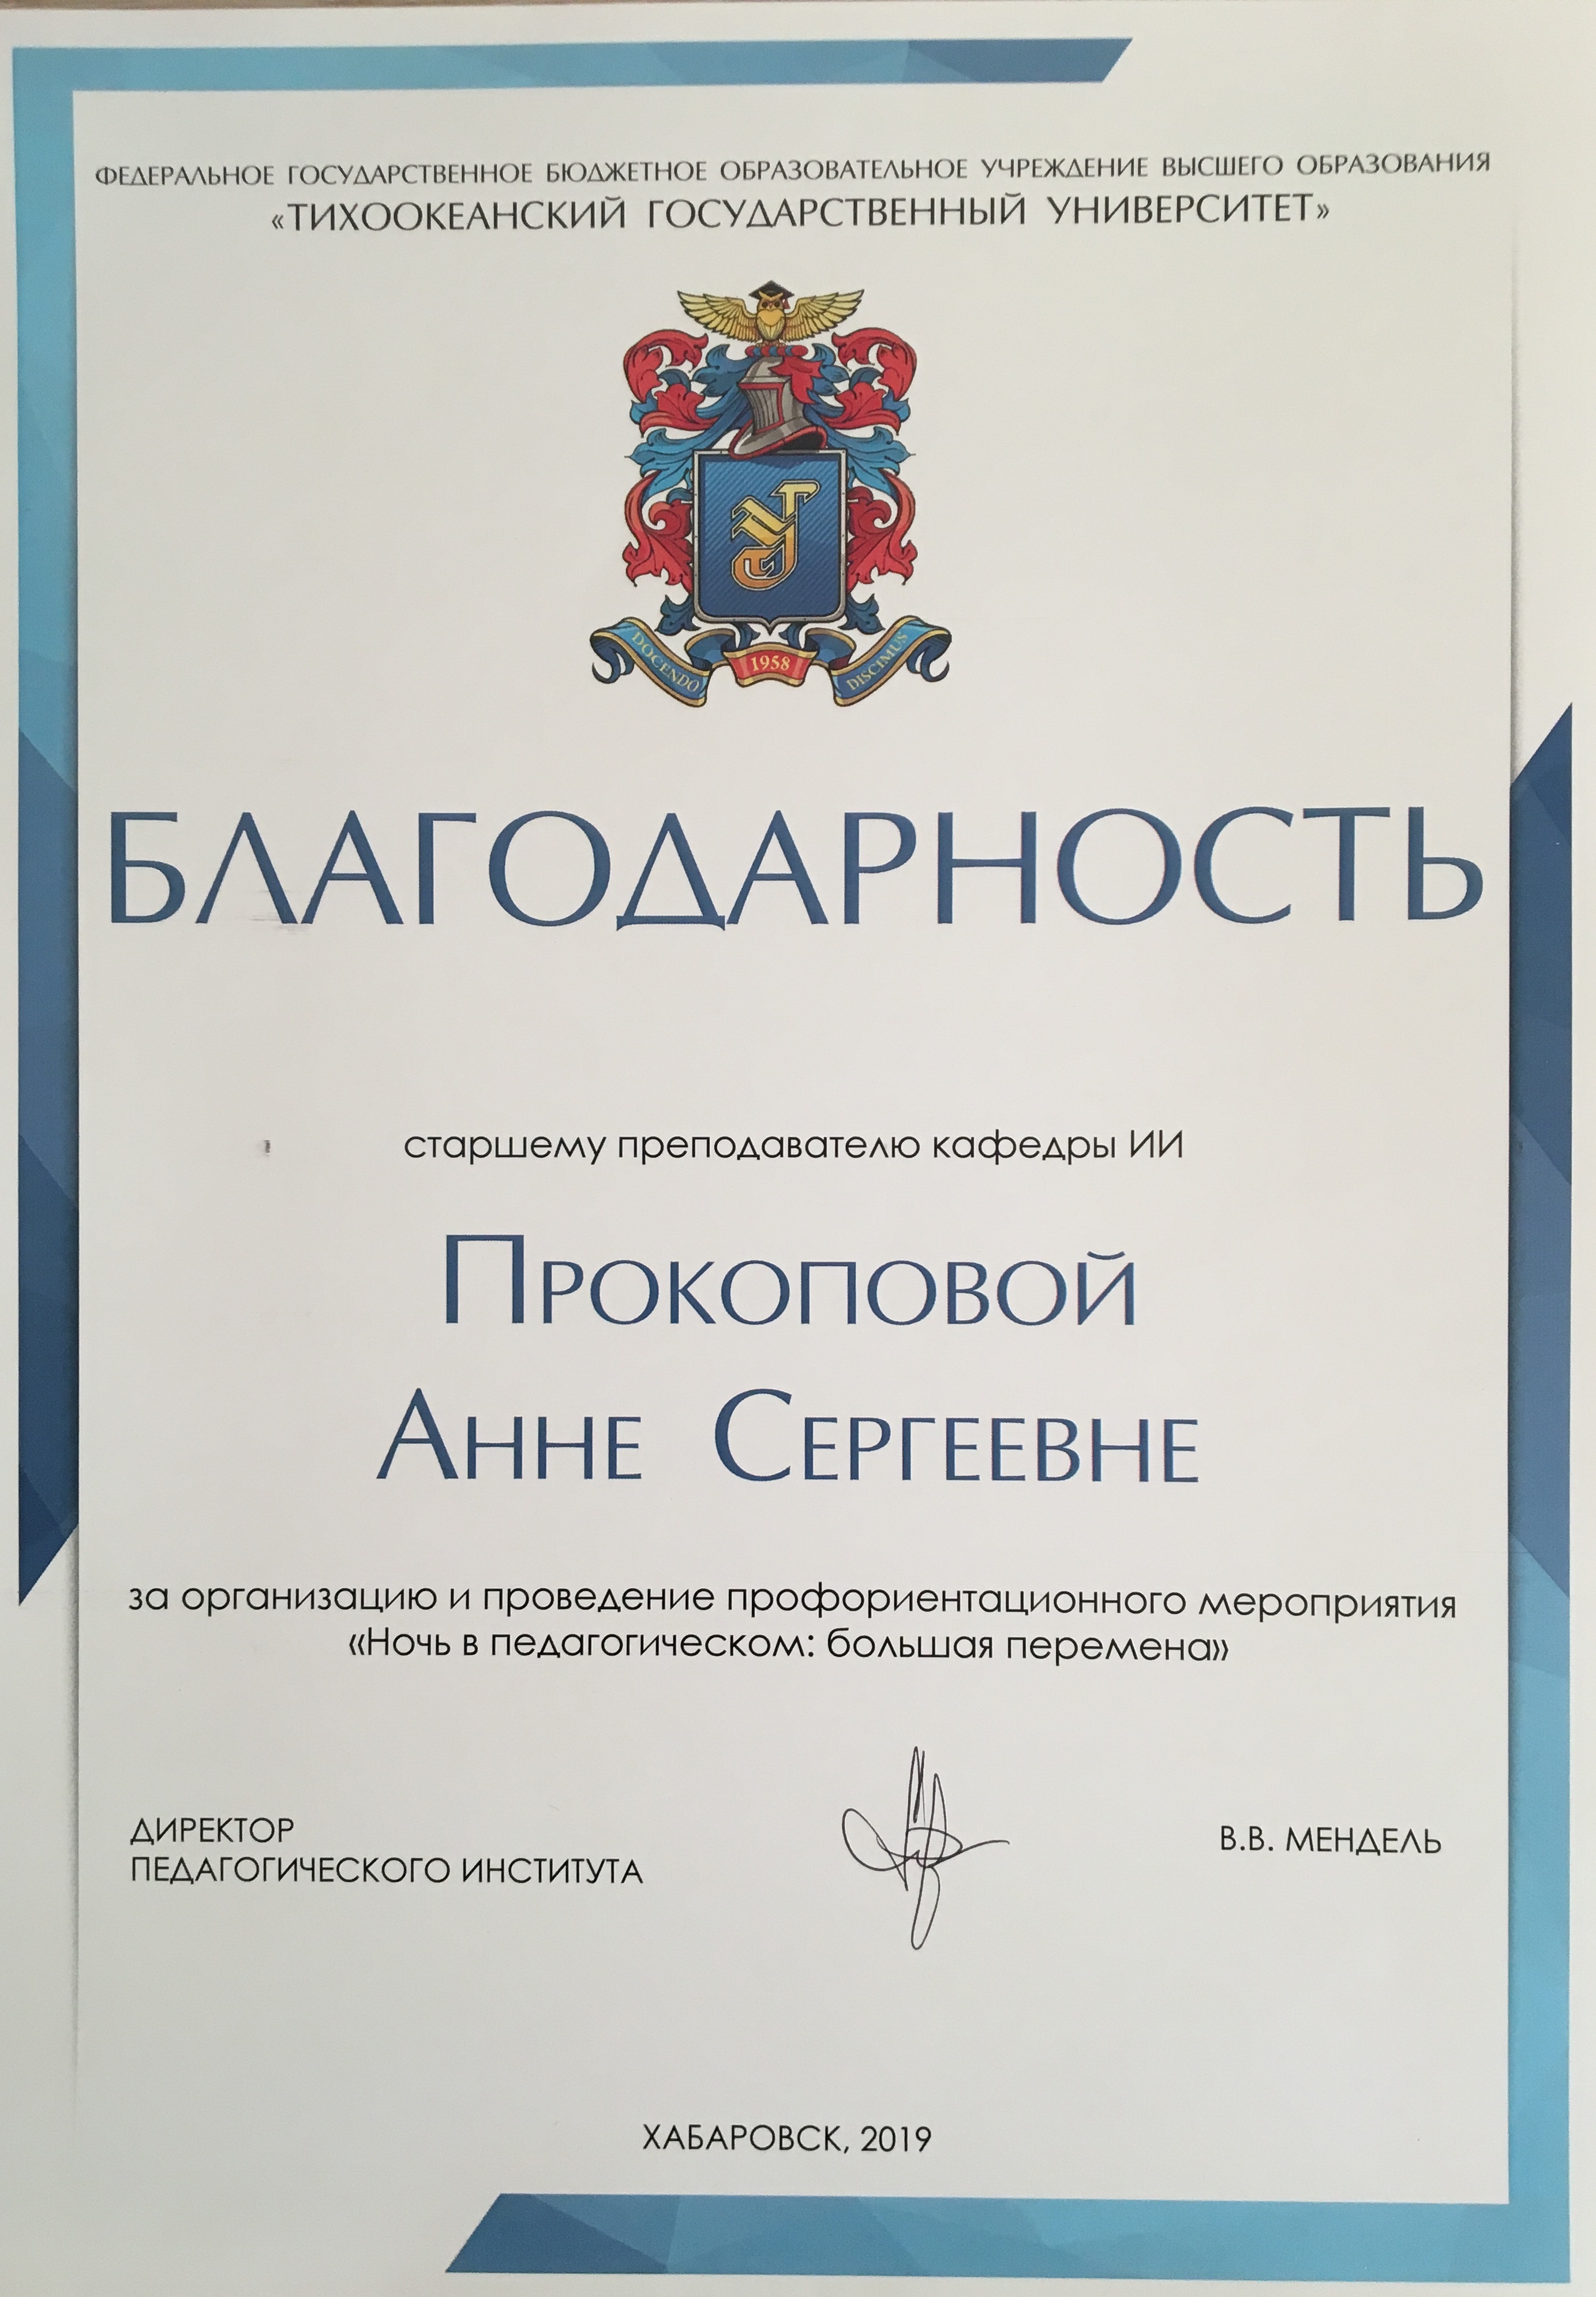 ФЕДЕРАЛЬНОЕ ГОСУДАРСТВЕННОЕ БЮДЖЕТНОЕ ОБРАЗОВАТЕЛЬНОЕ УЧРЕЖДЕНИЕ ВЫСШЕГО ОБРАЗОВАНИЯ
«ТИХООКЕАНСКИЙ ГОСУДАРСТВЕННЫЙ УНИВЕРСИТЕТ»
У
DOCENDO 1958 DISCIMUS
БЛАГОДАРНОСТЬ
старшему преподавателю кафедры ИИ
ПРОКОПОВОЙ
АННЕ СЕРГЕЕВНЕ
за организацию и проведение профориентационного мероприятия
«Ночь в педагогическом: большая перемена»
ДИРЕКТОР
ПЕДАГОГИЧЕСКОГО ИНСТИТУТА
В.В. МЕНДЕЛЬ
ХАБАРОВСК, 2019